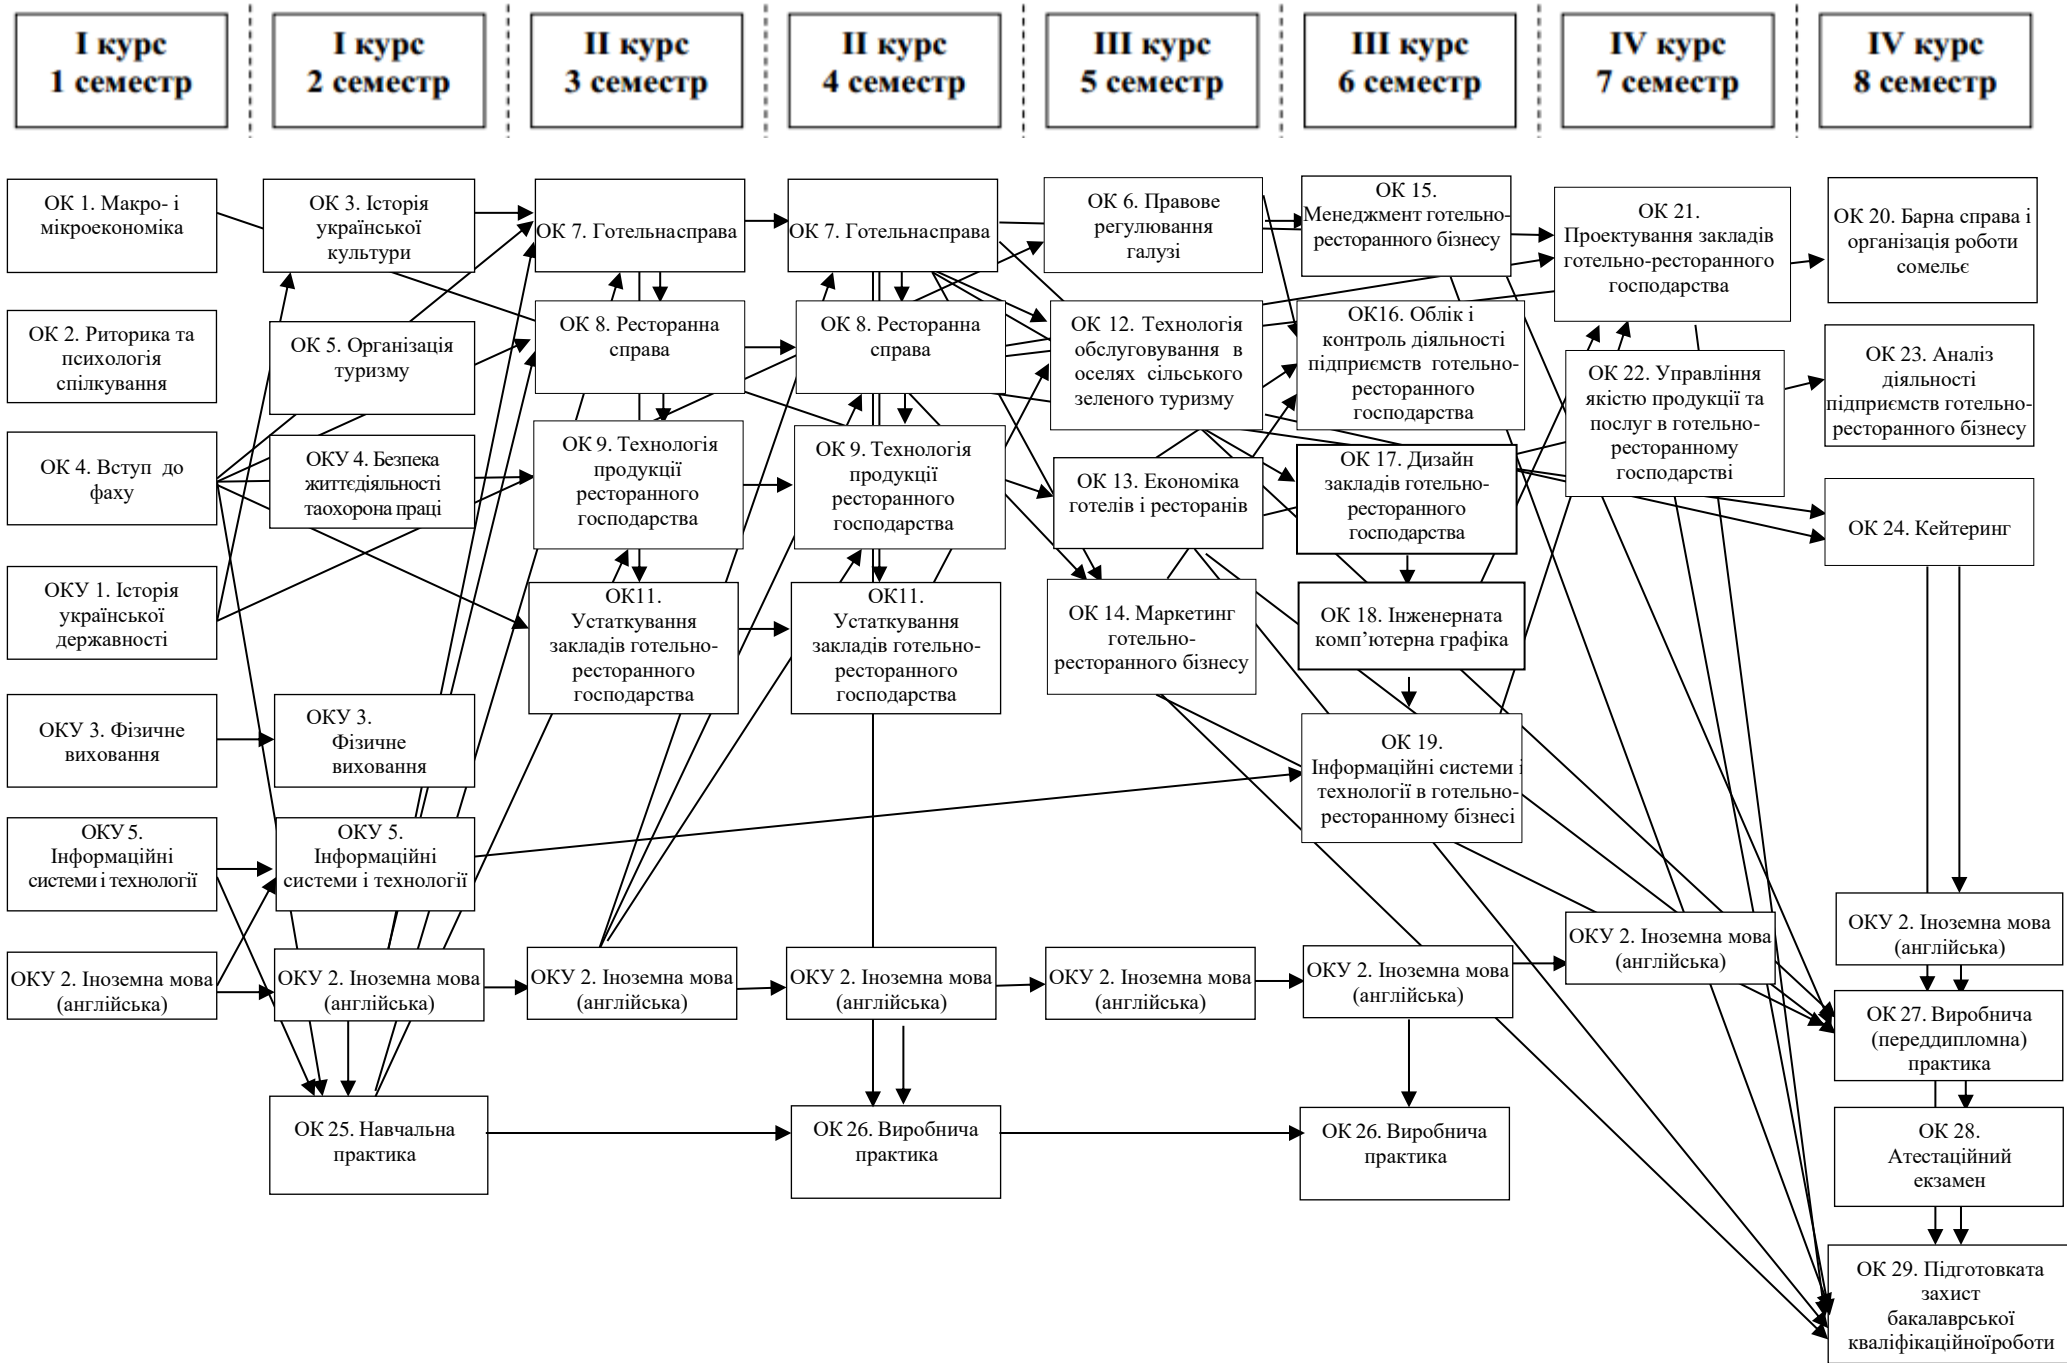 І курс
1 семестр
І курс
2 семестр
ІІ курс
3 семестр
ІІ курс
4 семестр
ІІІ курс
5 семестр
ІІІ курс
6 семестр
IV курс
7 семестр
IV курс
8 семестр
ОК 1. Макро- і
мікроекономіка
ОК 2. Риторика та
психологія
спілкування
ОК 4. Вступ до
фаху
ОКУ 1. Історія
української
державності
ОКУ 3. Фізичне
виховання
ОКУ 5.
Інформаційні
системи і технології
ОКУ 2. Іноземна мова
(англійська)
ОК 3. Історія
української
культури
ОК 5. Організація
туризму
ОКУ 4. Безпека
життєдіяльності
таохорона праці
ОКУ 3.
Фізичне
виховання
ОКУ 5.
Інформаційні
системи і технології
ОКУ 2. Іноземна мова
(англійська)
ОК 25. Навчальна
практика
ОК 7. Готельнасправа
ОК 8. Ресторанна
справа
ОК 9. Технологія
продукції
ресторанного
господарства
ОК11.
Устаткування
закладів готельно-
ресторанного
господарства
ОКУ 2. Іноземна мова
(англійська)
ОК 7. Готельнасправа
ОК 8. Ресторанна
справа
ОК 9. Технологія
продукції
ресторанного
господарства
ОК11.
Устаткування
закладів готельно-
ресторанного
господарства
ОКУ 2. Іноземна мова
(англійська)
ОК 26. Виробнича
практика
ОК 6. Правове
регулювання
галузі
ОК 12. Технологія
обслуговування в
оселях сільського
зеленого туризму
ОК 13. Економіка
готелів і ресторанів
ОК 14. Маркетинг
готельно-
ресторанного бізнесу
ОКУ 2. Іноземна мова
(англійська)
ОК 15.
Менеджмент готельно-
ресторанного бізнесу
ОК16. Облік і
контроль діяльності
підприємств готельно-
ресторанного
господарства
ОК 17. Дизайн
закладів готельно-
ресторанного
господарства
ОК 18. Інженерната
комп’ютерна графіка
ОК 19.
Інформаційні системи і
технології в готельно-
ресторанному бізнесі
ОКУ 2. Іноземна мова
(англійська)
ОК 26. Виробнича
практика
ОК 21.
Проектування закладів
готельно-ресторанного
господарства
ОК 22. Управління
якістю продукції та
послуг в готельно-
ресторанному
господарстві
ОКУ 2. Іноземна мова
(англійська)
ОК 20. Барна справа і
організація роботи
сомельє
ОК 23. Аналіз
діяльності
підприємств готельно-
ресторанного бізнесу
ОК 24. Кейтеринг
ОКУ 2. Іноземна мова
(англійська)
ОК 27. Виробнича
(переддипломна)
практика
ОК 28.
Атестаційний
екзамен
ОК 29. Підготовката
захист
бакалаврської
кваліфікаційноїроботи